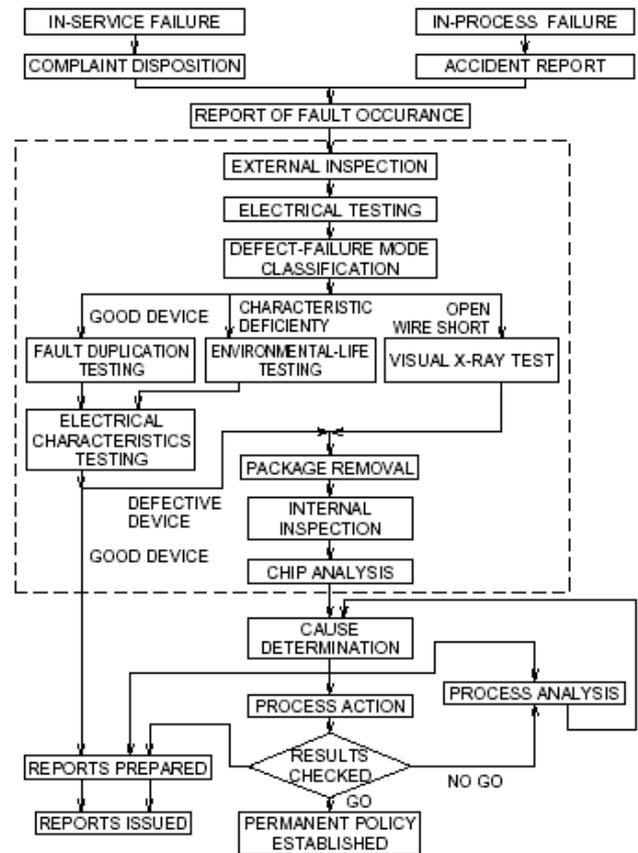 IN-SERVICE FAILURE
IN-PROCESS FAILURE
COMPLAINT DISPOSITION
ACCIDENT REPORT
REPORT OF FAULT OCCURANCE
EXTERNAL INSPECTION
ELECTRICAL TESTING
DEFECT-FAILURE MODE
CLASSIFICATION
GOOD DEVICE
CHARACTERISTIC
DEFICIENTY
OPEN
WIRE SHORT
FAULT DUPLICATION
TESTING
ENVIRONMENTAL-LIFE
TESTING
VISUAL X-RAY TEST
ELECTRICAL
CHARACTERISTICS
TESTING
PACKAGE REMOVAL
DEFECTIVE
DEVICE
INTERNAL
INSPECTION
GOOD DEVICE
CHIP ANALYSIS
CAUSE
DETERMINATION
PROCESS ANALYSIS
PROCESS ACTION
RESULTS
CHECKED
REPORTS PREPARED
NO GO
GO
REPORTS ISSUED
PERMANENT POLICY
ESTABLISHED